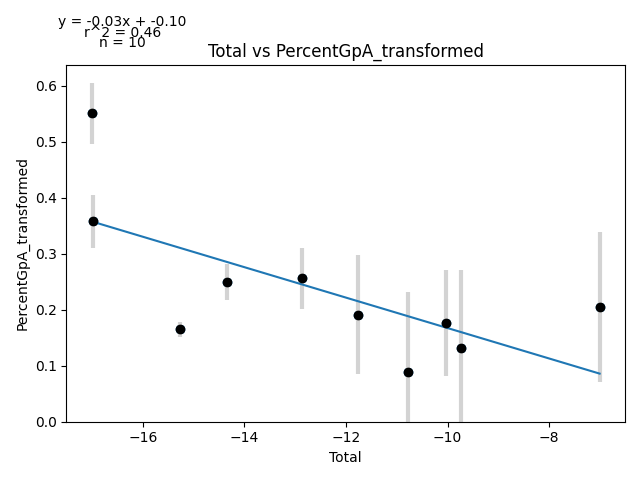 y = -0.03x + -0.10
r^2 = 0.46
n = 10
Total vs PercentGpA_transformed
PercentGpA_transformed
0.6
0.5
0.4
0.3
0.2
0.1
0.0
−16
−14
−12
−10
−8
Total